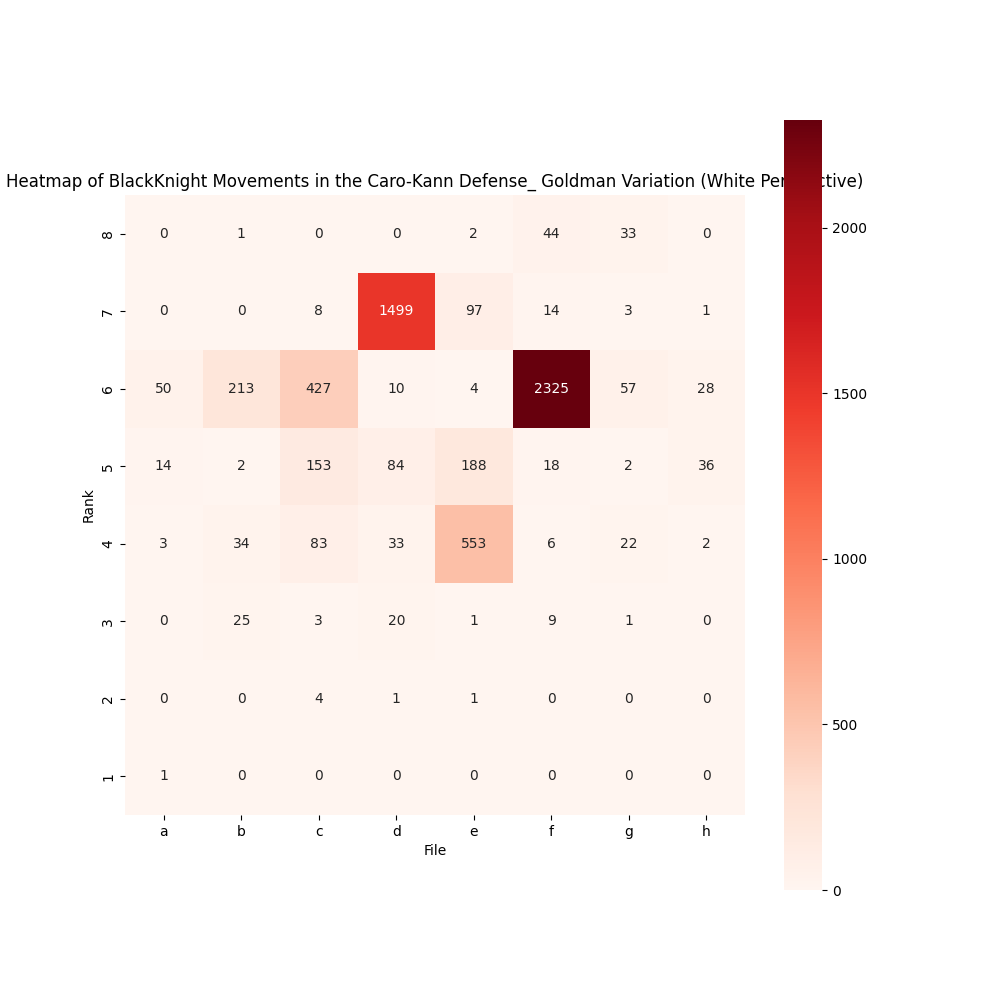 Heatmap of BlackKnight Movements in the Caro-Kann Defense_ Goldman Variation (White Per ctive)
8 0 1 0 0 2 44 33 0
2000
7 0 0 8 1499 97 14 3 1
6 50 213 427 10 4 2325 57 28
1500
5 14 2 153 84 188 18 2 36
Rank
4 3 34 83 33 553 6 22 2
1000
3 0 25 3 20 1 9 1 0
2 0 0 4 1 1 0 0 0
500
1 1 0 0 0 0 0 0 0
a b c d e f g h
File
0